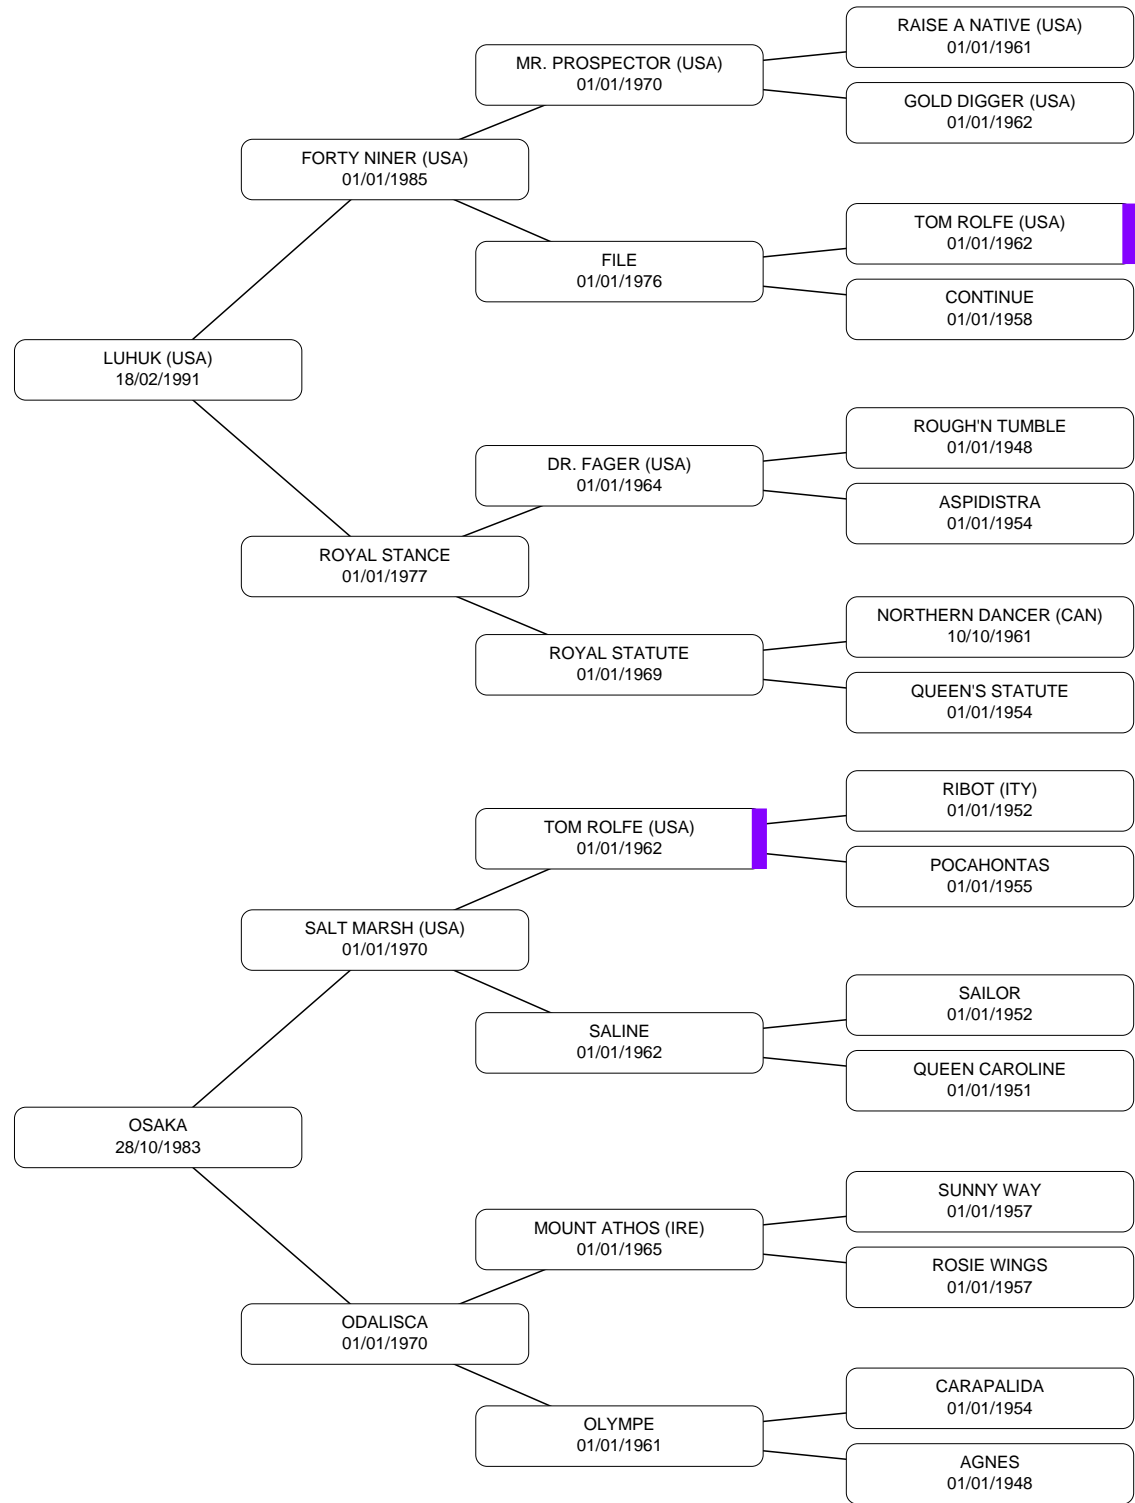 RAISE A NATIVE (USA)
01/01/1961
MR. PROSPECTOR (USA)
01/01/1970
GOLD DIGGER (USA)
01/01/1962
FORTY NINER (USA)
01/01/1985
TOM ROLFE (USA)
01/01/1962
FILE
01/01/1976
CONTINUE
01/01/1958
LUHUK (USA)
18/02/1991
ROUGH'N TUMBLE
01/01/1948
DR. FAGER (USA)
01/01/1964
ASPIDISTRA
01/01/1954
ROYAL STANCE
01/01/1977
NORTHERN DANCER (CAN)
10/10/1961
ROYAL STATUTE
01/01/1969
QUEEN'S STATUTE
01/01/1954
RIBOT (ITY)
01/01/1952
TOM ROLFE (USA)
01/01/1962
POCAHONTAS
01/01/1955
SALT MARSH (USA)
01/01/1970
SAILOR
01/01/1952
SALINE
01/01/1962
QUEEN CAROLINE
01/01/1951
OSAKA
28/10/1983
SUNNY WAY
01/01/1957
MOUNT ATHOS (IRE)
01/01/1965
ROSIE WINGS
01/01/1957
ODALISCA
01/01/1970
CARAPALIDA
01/01/1954
OLYMPE
01/01/1961
AGNES
01/01/1948